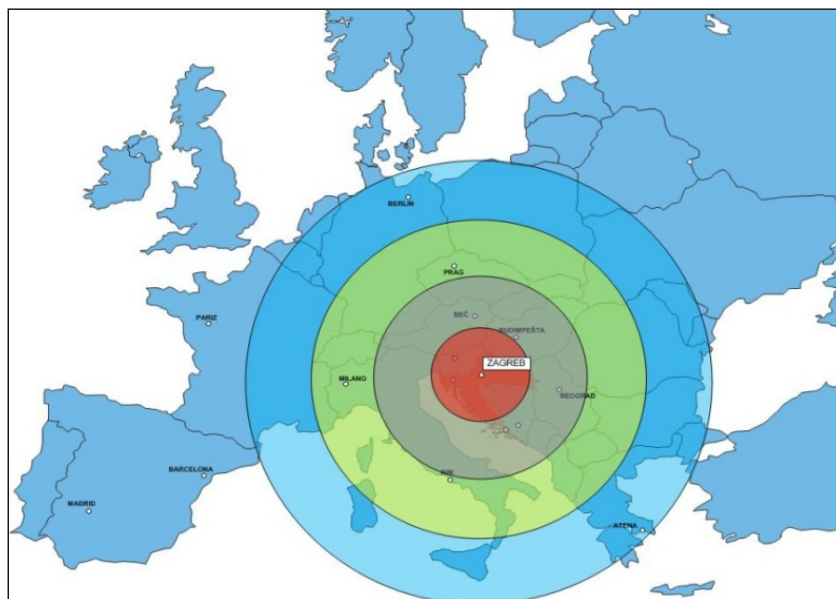 BERLIN
PRAG
BEČ
PARIZ
BUDIMPEŠTA
ZAGREB
MILANO
BEOGRAD
RIM
BARCELONA
MADRID
ATENA